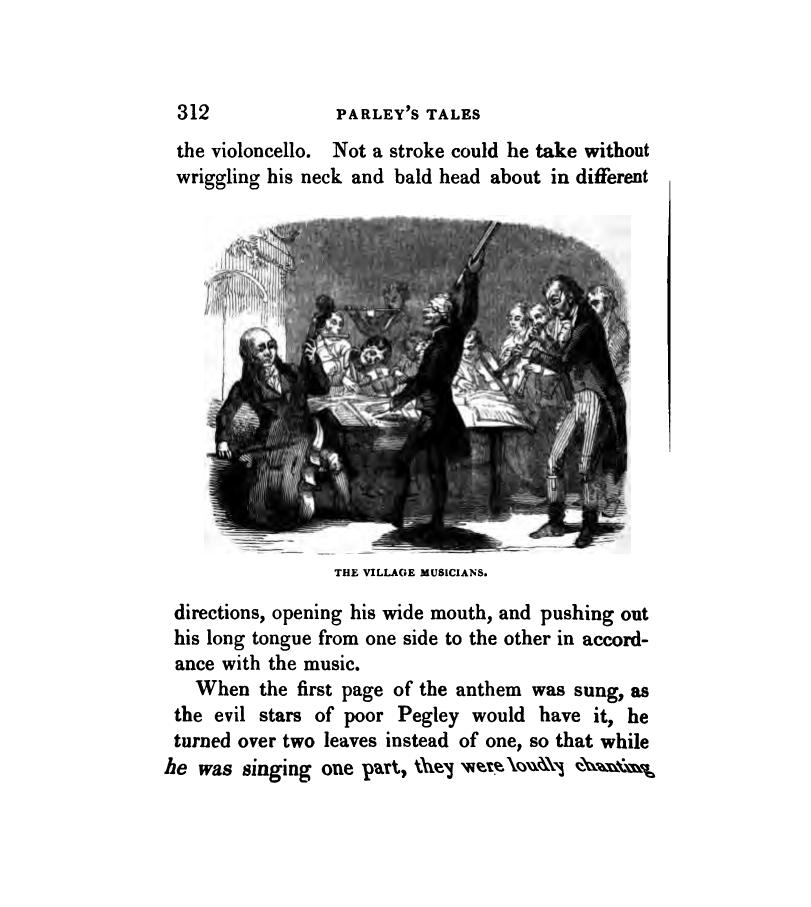 312 PARLEY'S TALES
the violoncello. Not a stroke could he take without
wriggling his neck and bald head about in different
THE VILLAGE MUSICIANS.
directions, opening his wide mouth, and pushing out
his long tongue from one side to the other in accord-
ance with the music.
When the first page of the anthem was sung, as
the evil stars of poor Pegley would have it, he
turned over two leaves instead of one, so that while
he was singing one part, they were loudly chanting